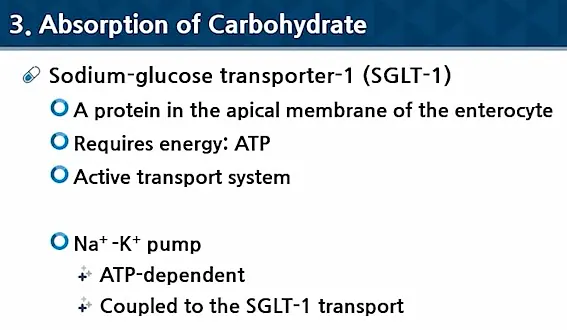 3. Absorption of Carbohydrate
Sodium-glucose transporter-1 (SGLT-1)
A protein in the apical membrane of the enterocyte
Requires energy: ATP
Active transport system
Na⁺ -K⁺ pump
ATP-dependent
Coupled to the SGLT-1 transport